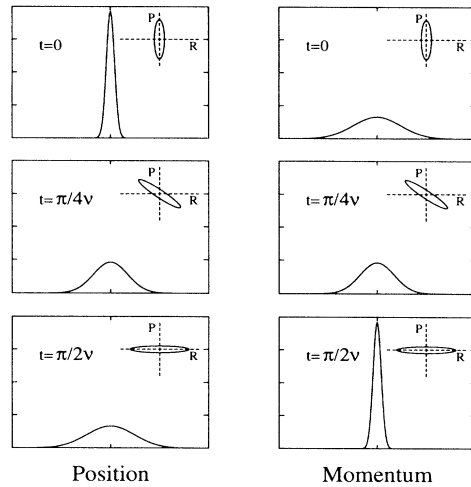 P
t=0
R
P
t=0
R
P
t= π/4ν
R
P
t= π/4ν
R
P
t= π/2ν
R
P
t= π/2ν
R
Position
Momentum